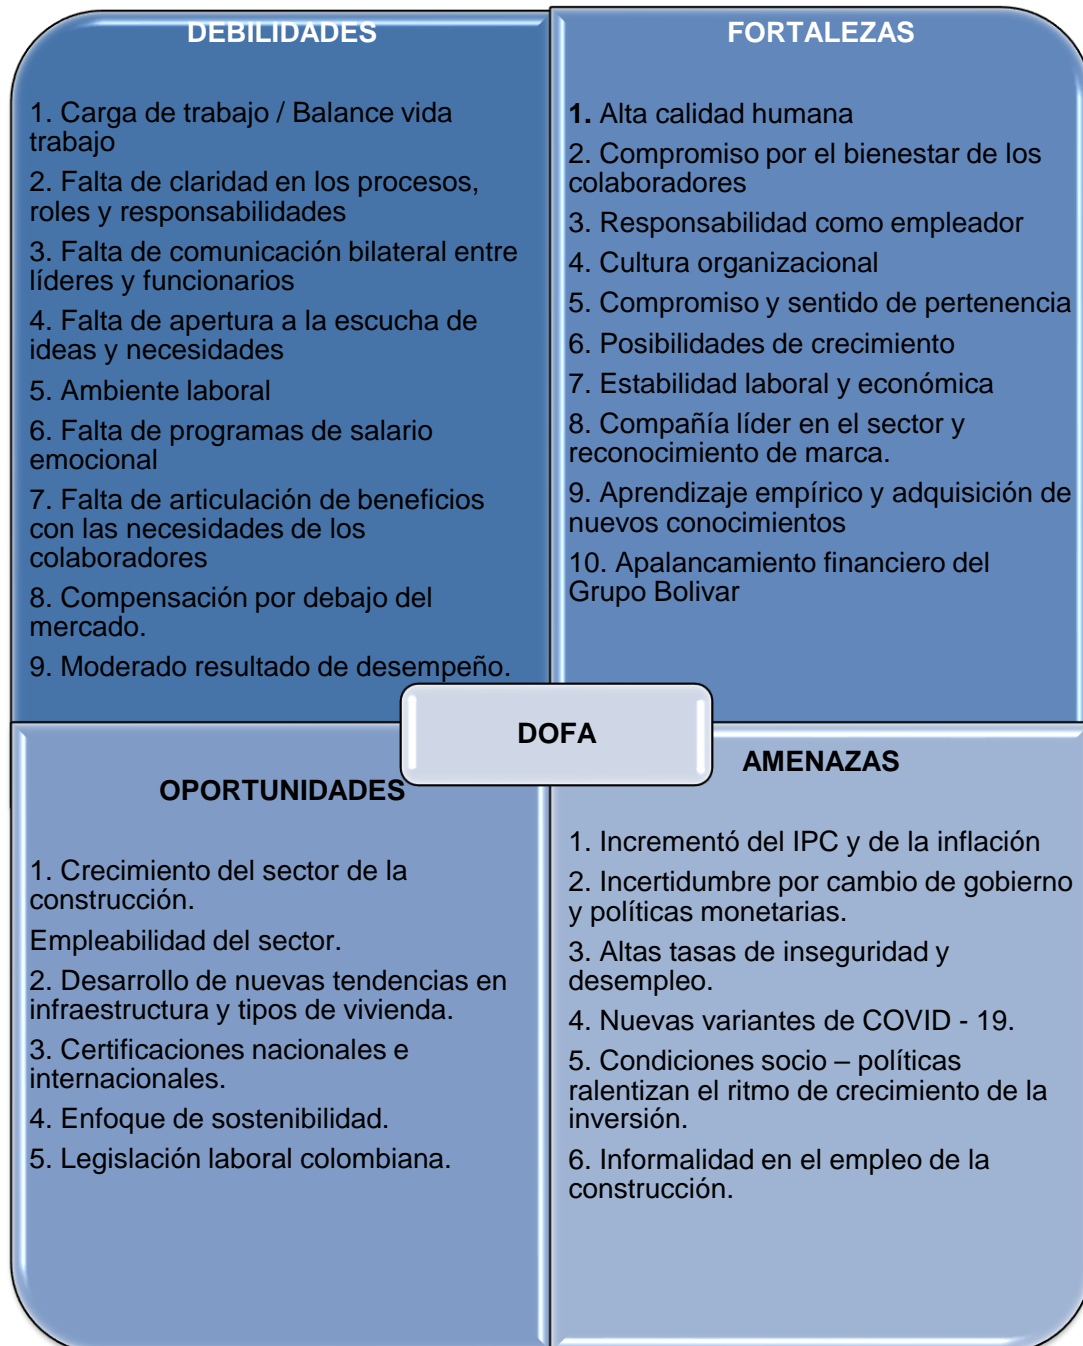 DEBILIDADES
1. Carga de trabajo / Balance vida
trabajo
2. Falta de claridad en los procesos,
roles y responsabilidades
3. Falta de comunicación bilateral entre
líderes y funcionarios
4. Falta de apertura a la escucha de
ideas y necesidades
5. Ambiente laboral
6. Falta de programas de salario
emocional
7. Falta de articulación de beneficios
con las necesidades de los
colaboradores
8. Compensación por debajo del
mercado.
9. Moderado resultado de desempeño.
FORTALEZAS
1. Alta calidad humana
2. Compromiso por el bienestar de los
colaboradores
3. Responsabilidad como empleador
4. Cultura organizacional
5. Compromiso y sentido de pertenencia
6. Posibilidades de crecimiento
7. Estabilidad laboral y económica
8. Compañía líder en el sector y
reconocimiento de marca.
9. Aprendizaje empírico y adquisición de
nuevos conocimientos
10. Apalancamiento financiero del
Grupo Bolivar
DOFA
OPORTUNIDADES
1. Crecimiento del sector de la
construcción.
Empleabilidad del sector.
2. Desarrollo de nuevas tendencias en
infraestructura y tipos de vivienda.
3. Certificaciones nacionales e
internacionales.
4. Enfoque de sostenibilidad.
5. Legislación laboral colombiana.
AMENAZAS
1. Incrementó del IPC y de la inflación
2. Incertidumbre por cambio de gobierno
y políticas monetarias.
3. Altas tasas de inseguridad y
desempleo.
4. Nuevas variantes de COVID - 19.
5. Condiciones socio – políticas
ralentizan el ritmo de crecimiento de la
inversión.
6. Informalidad en el empleo de la
construcción.